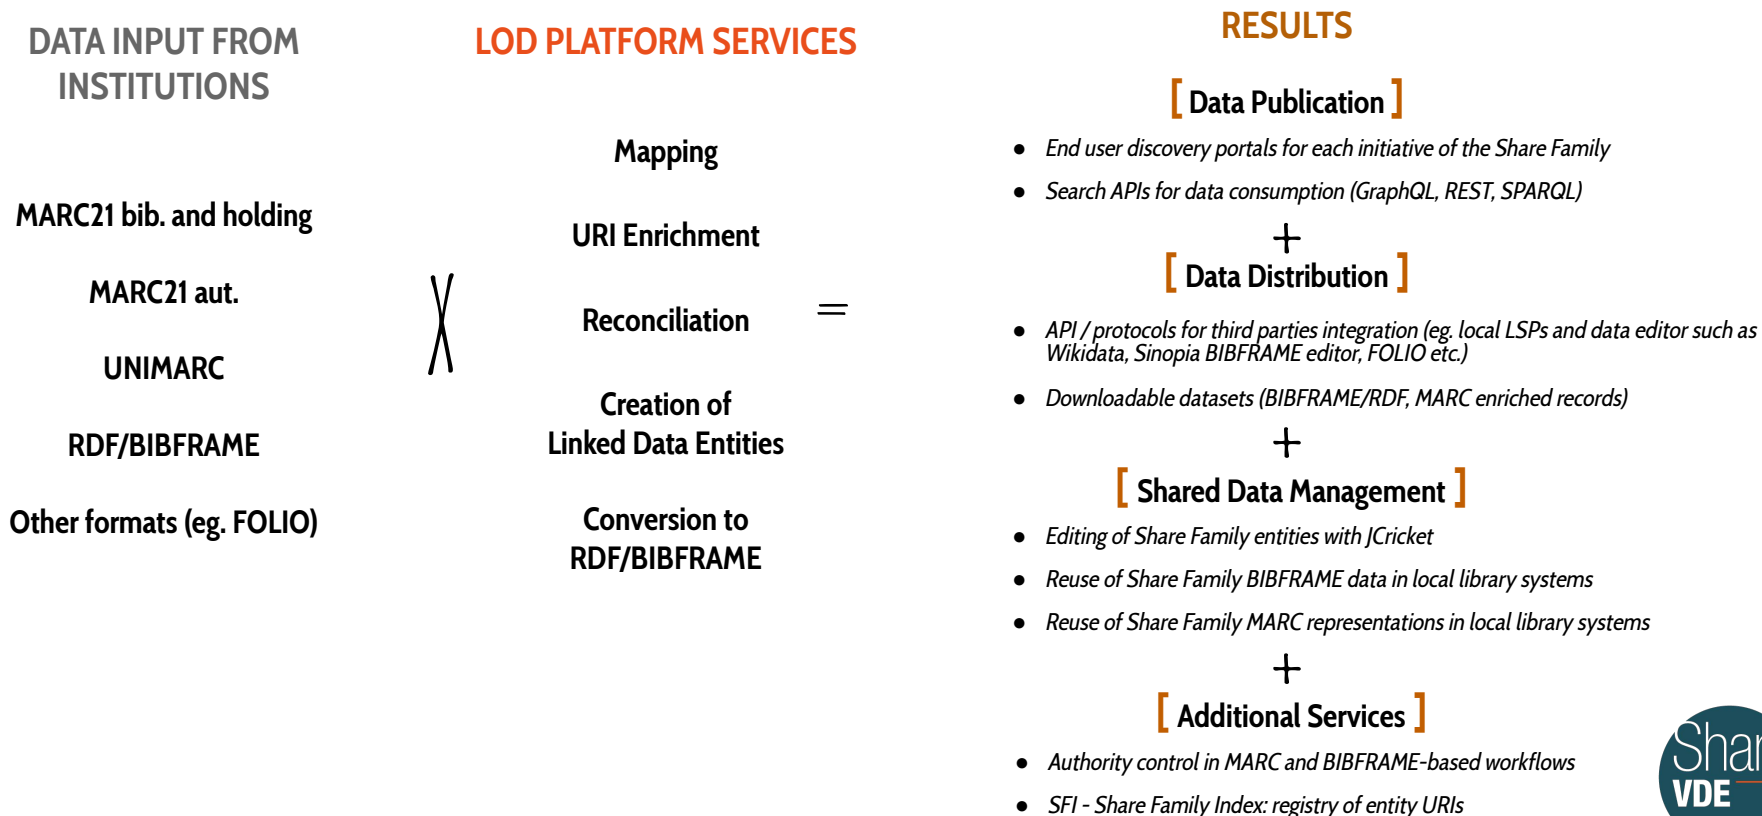 DATA INPUT FROM
INSTITUTIONS
MARC21 bib. and holding
MARC21 aut.
UNIMARC
RDF/BIBFRAME
Other formats (eg. FOLIO)
X
LOD PLATFORM SERVICES
Mapping
URI Enrichment
Reconciliation
Creation of
Linked Data Entities
Conversion to
RDF/BIBFRAME
=
RESULTS
[ Data Publication ]
● End user discovery portals for each initiative of the Share Family
● Search APIs for data consumption (GraphQL, REST, SPARQL)
+
[ Data Distribution ]
● API / protocols for third parties integration (eg. local LSPs and data editor such as
Wikidata, Sinopia BIBFRAME editor, FOLIO etc.)
● Downloadable datasets (BIBFRAME/RDF, MARC enriched records)
+
[ Shared Data Management ]
● Editing of Share Family entities with JCricket
● Reuse of Share Family BIBFRAME data in local library systems
● Reuse of Share Family MARC representations in local library systems
+
[ Additional Services ]
● Authority control in MARC and BIBFRAME-based workflows
● SFI - Share Family Index: registry of entity URIs
Shar
VDE